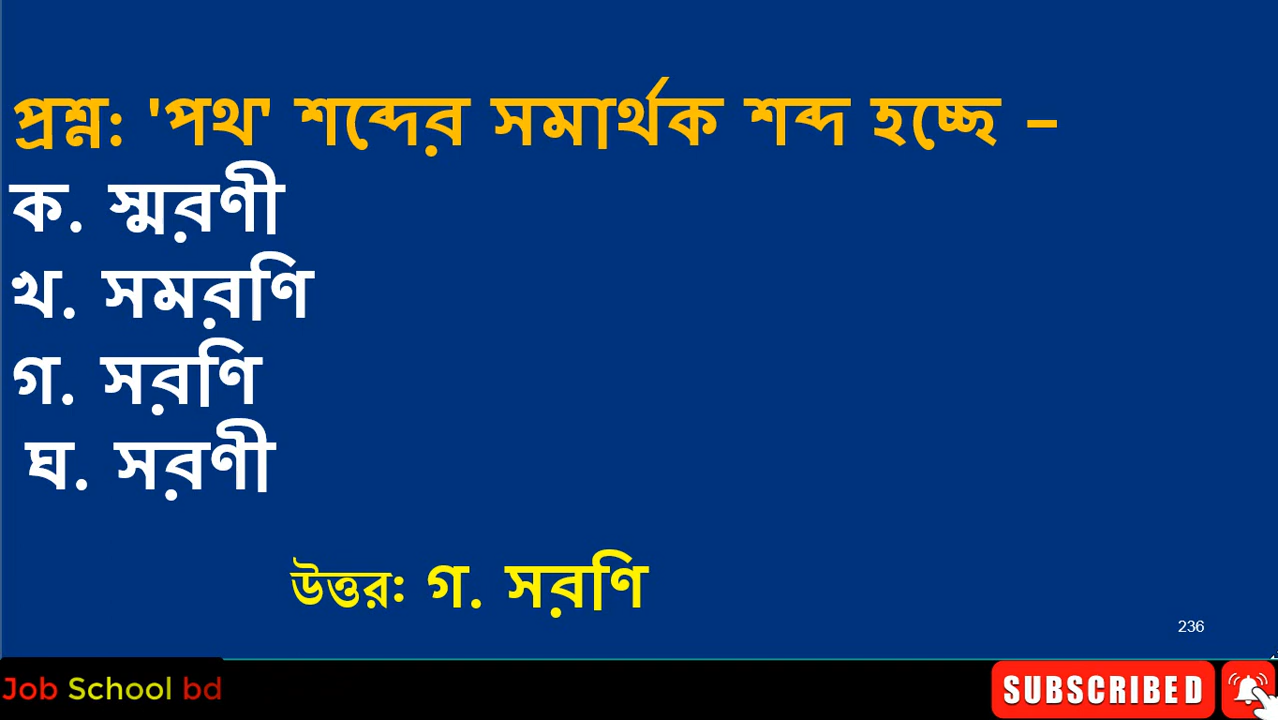 প্রশ্ন: 'পথ' শব্দের সমার্থক শব্দ হচ্ছে –
ক. স্মরণী
খ. সমরণি
গ. সরণি
ঘ. সরণী
উত্তরঃ গ. সরণি
236
Job School bd
SUBSCRIBED